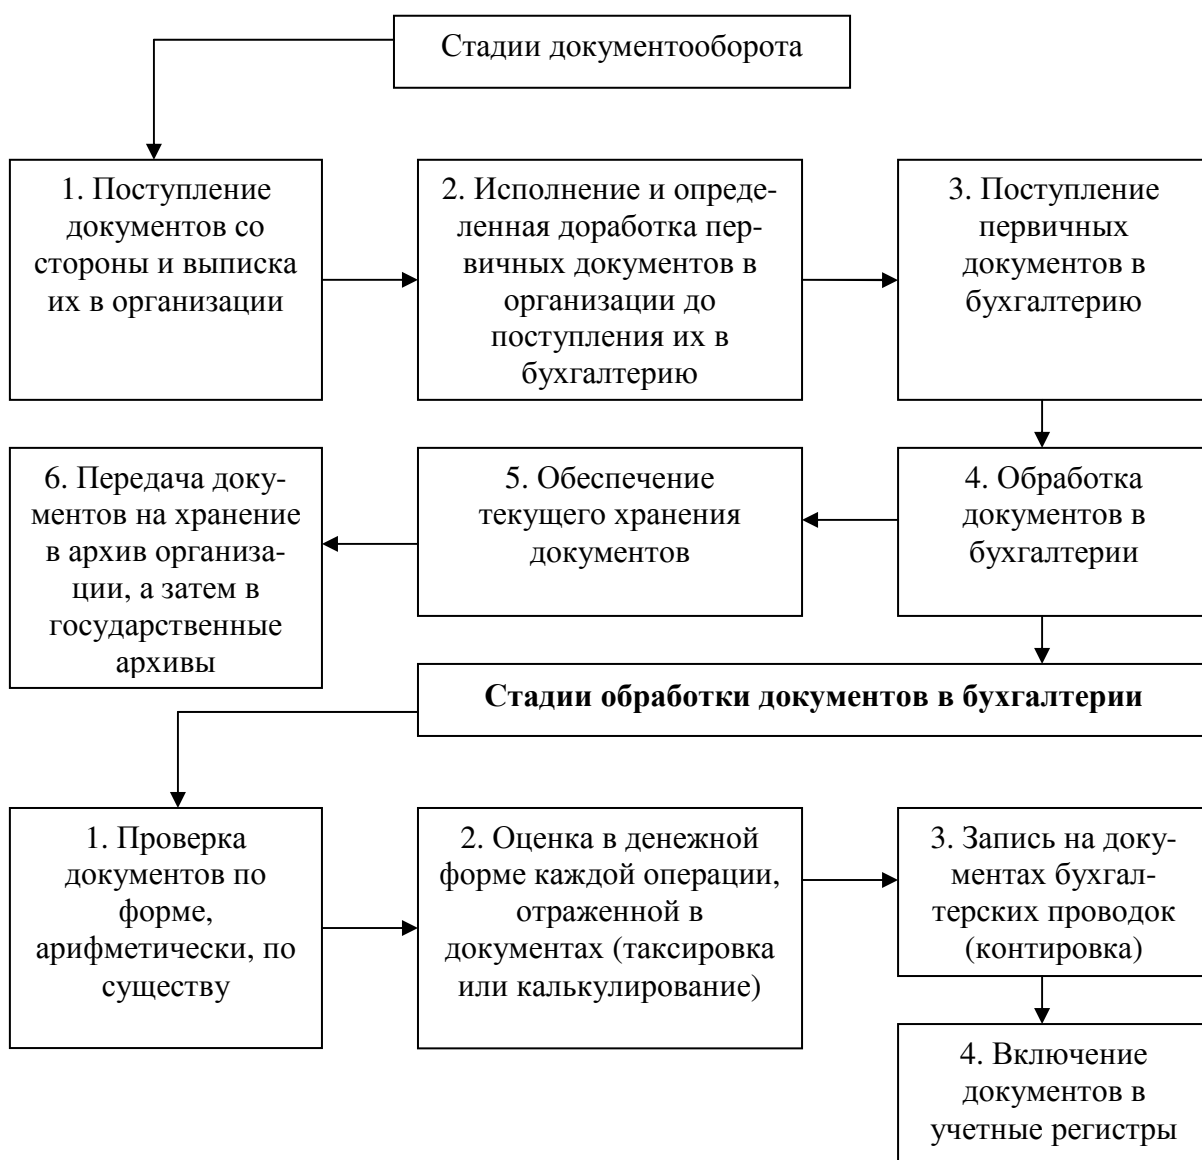 Стадии документооборота
1. Поступление
документов со
стороны и выписка
их в организации
2. Исполнение и опреде-
ленная доработка пер-
вичных документов в
организации до
поступления их в
бухгалтерию
3. Поступление
первичных
документов в
бухгалтерию
4. Обработка
документов в
бухгалтерии
5. Обеспечение
текущего хранения
документов
6. Передача доку-
ментов на хранение
в архив организа-
ции, а затем в
государственные
архивы
Стадии обработки документов в бухгалтерии
1. Проверка
документов по
форме,
арифметически, по
существу
2. Оценка в денежной
форме каждой операции,
отраженной в
документах (таксировка
или калькулирование)
3. Запись на доку-
ментах бухгал-
терских проводок
(контировка)
4. Включение
документов в
учетные регистры